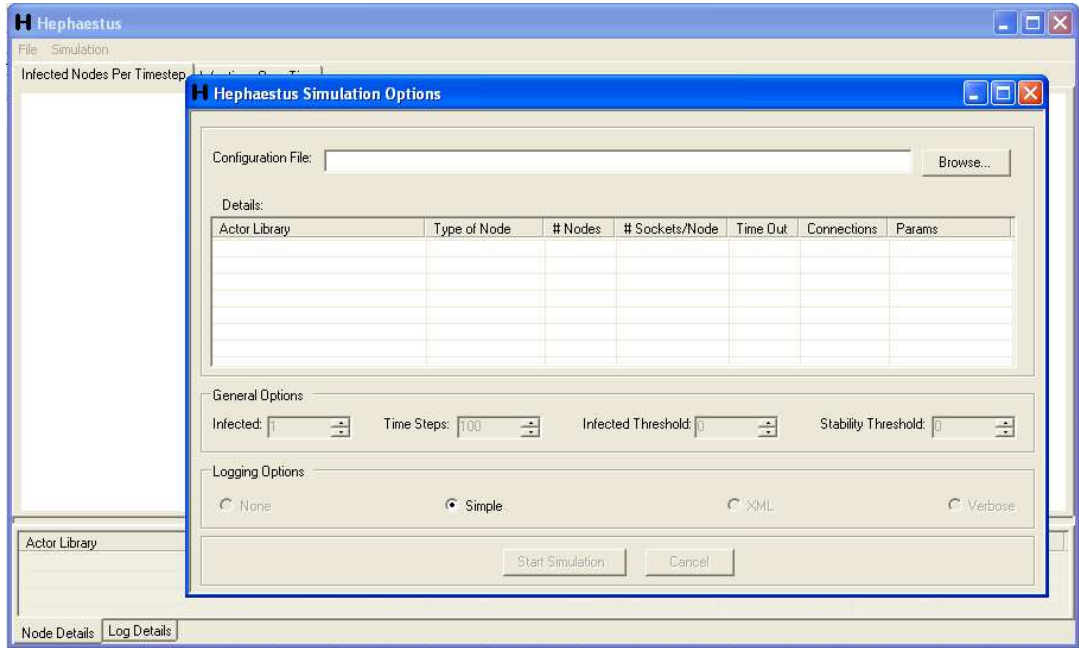 H Hephaestus
File Simulation
Infected Nodes Per Timestep
H Hephaestus Simulation Options
Configuration File:
Browse...
Details:
Actor Library Type of Node # Nodes # Sockets/Node Time Out Connections Params
General Options
Infected: 1 Time Steps: 100 Infected Threshold: 0 Stability Threshold: 0
Logging Options
None Simple XML Verbose
Start Simulation Cancel
Actor Library
Node Details Log Details